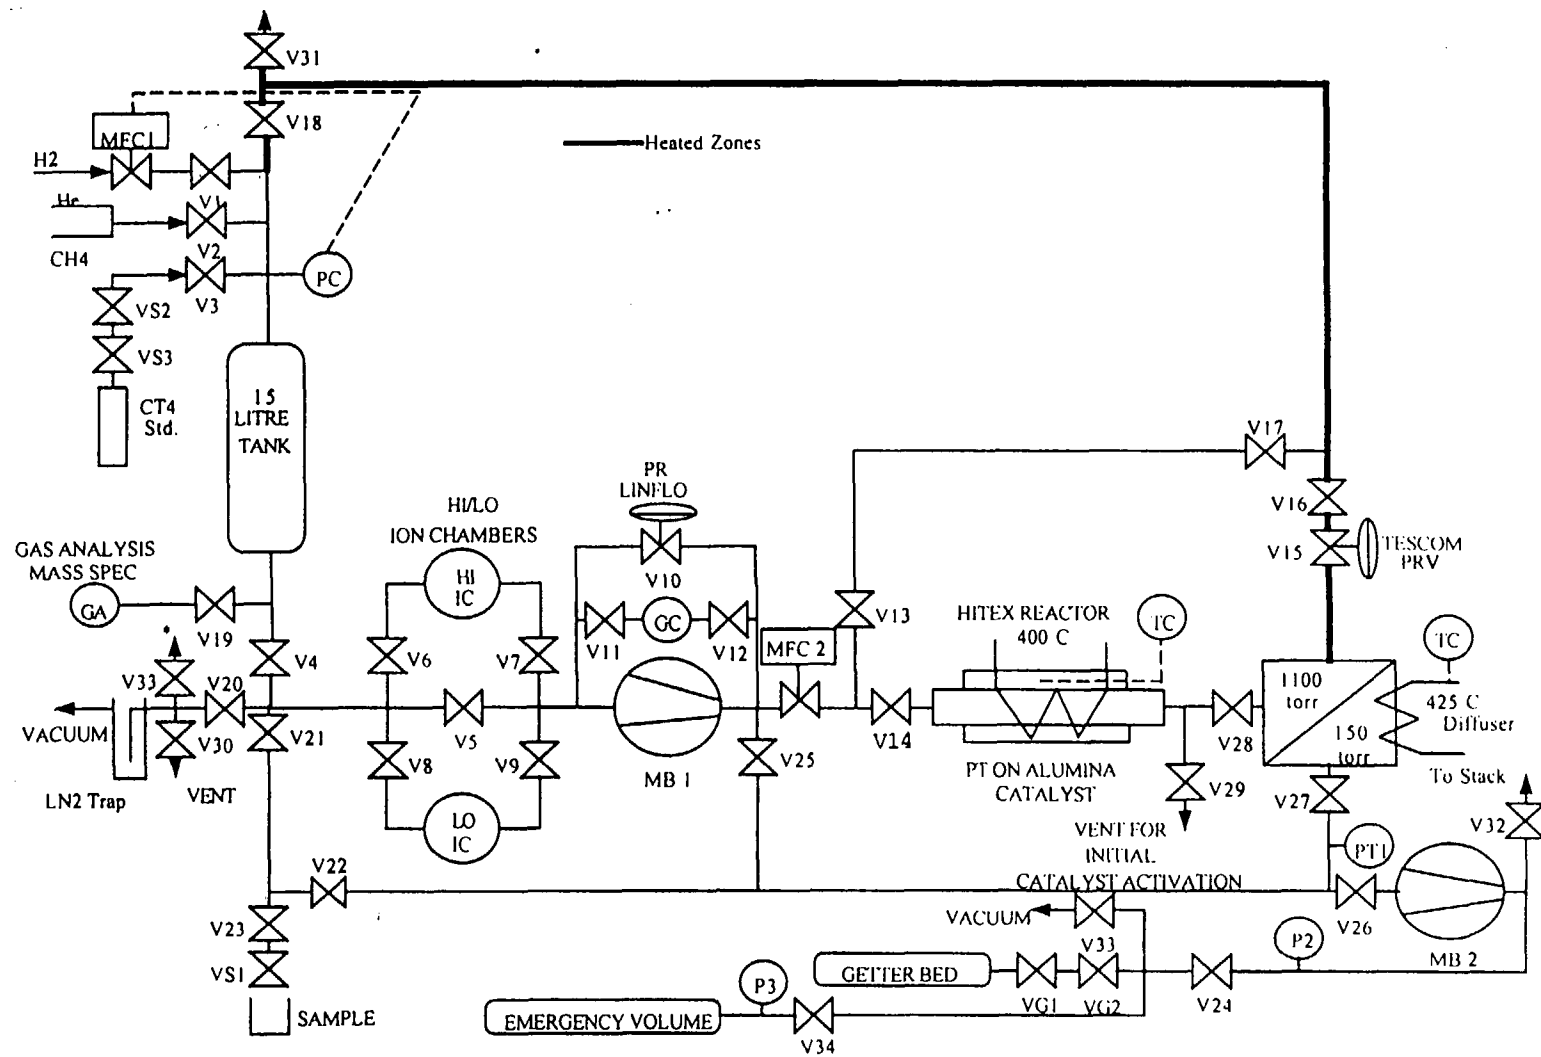 V31
MFC1
V18
Heated Zones
H2
V1
He
V2
CH4
V3
PC
VS2
VS3
CT4
Std.
15
LITRE
TANK
V17
PR
LINFLO
HI/LO
ION CHAMBERS
V16
GAS ANALYSIS
MASS SPEC
V15
TESCOM
PRV
HI
IC
V10
GA
V19
V11
GC
V12
V13
HITEX REACTOR
400 C
TC
TC
V4
V6
V7
MFC 2
V33
V20
1100
torr
425 C
Diffuser
VACUUM
V30
V21
V5
V14
V28
150
torr
V8
V9
MB 1
V25
PT ON ALUMINA
CATALYST
V29
V27
To Stack
LN2 Trap
VENT
LO
IC
VENT FOR
INITIAL
CATALYST ACTIVATION
PT1
V32
V22
V23
VACUUM
V33
V26
MB 2
VS1
P3
GETTER BED
VG1
VG2
V24
P2
SAMPLE
EMERGENCY VOLUME
V34